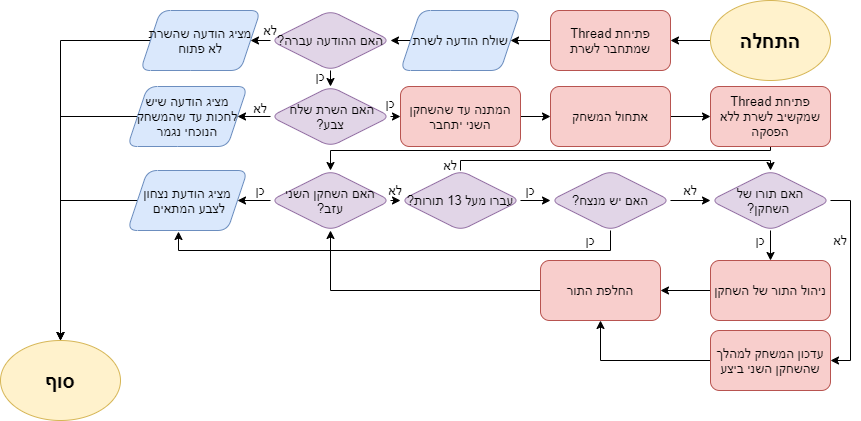 התחלה
פתיחת Thread
שמתחבר לשרת
שולח הודעה לשרת
האם ההודעה עברה?
לא
מציג הודעה שהשרת
לא פתוח
כן
האם השרת שלח
צבע?
לא
מציג הודעה שיש
לחכות עד שהמשחק
הנוכחי נגמר
כן
המתנה עד שהשחקן
השני יתחבר
אתחול המשחק
פתיחת Thread
שמקשיב לשרת ללא
הפסקה
האם השחקן השני
עזב?
כן
מציג הודעת נצחון
לצבע המתאים
לא
עברו מעל 13 תורות?
לא
כן
האם יש מנצח?
כן
לא
האם תורו של
השחקן?
כן
לא
ניהול התור של השחקן
החלפת התור
עדכון המשחק למהלך
שהשחקן השני ביצע
סוף